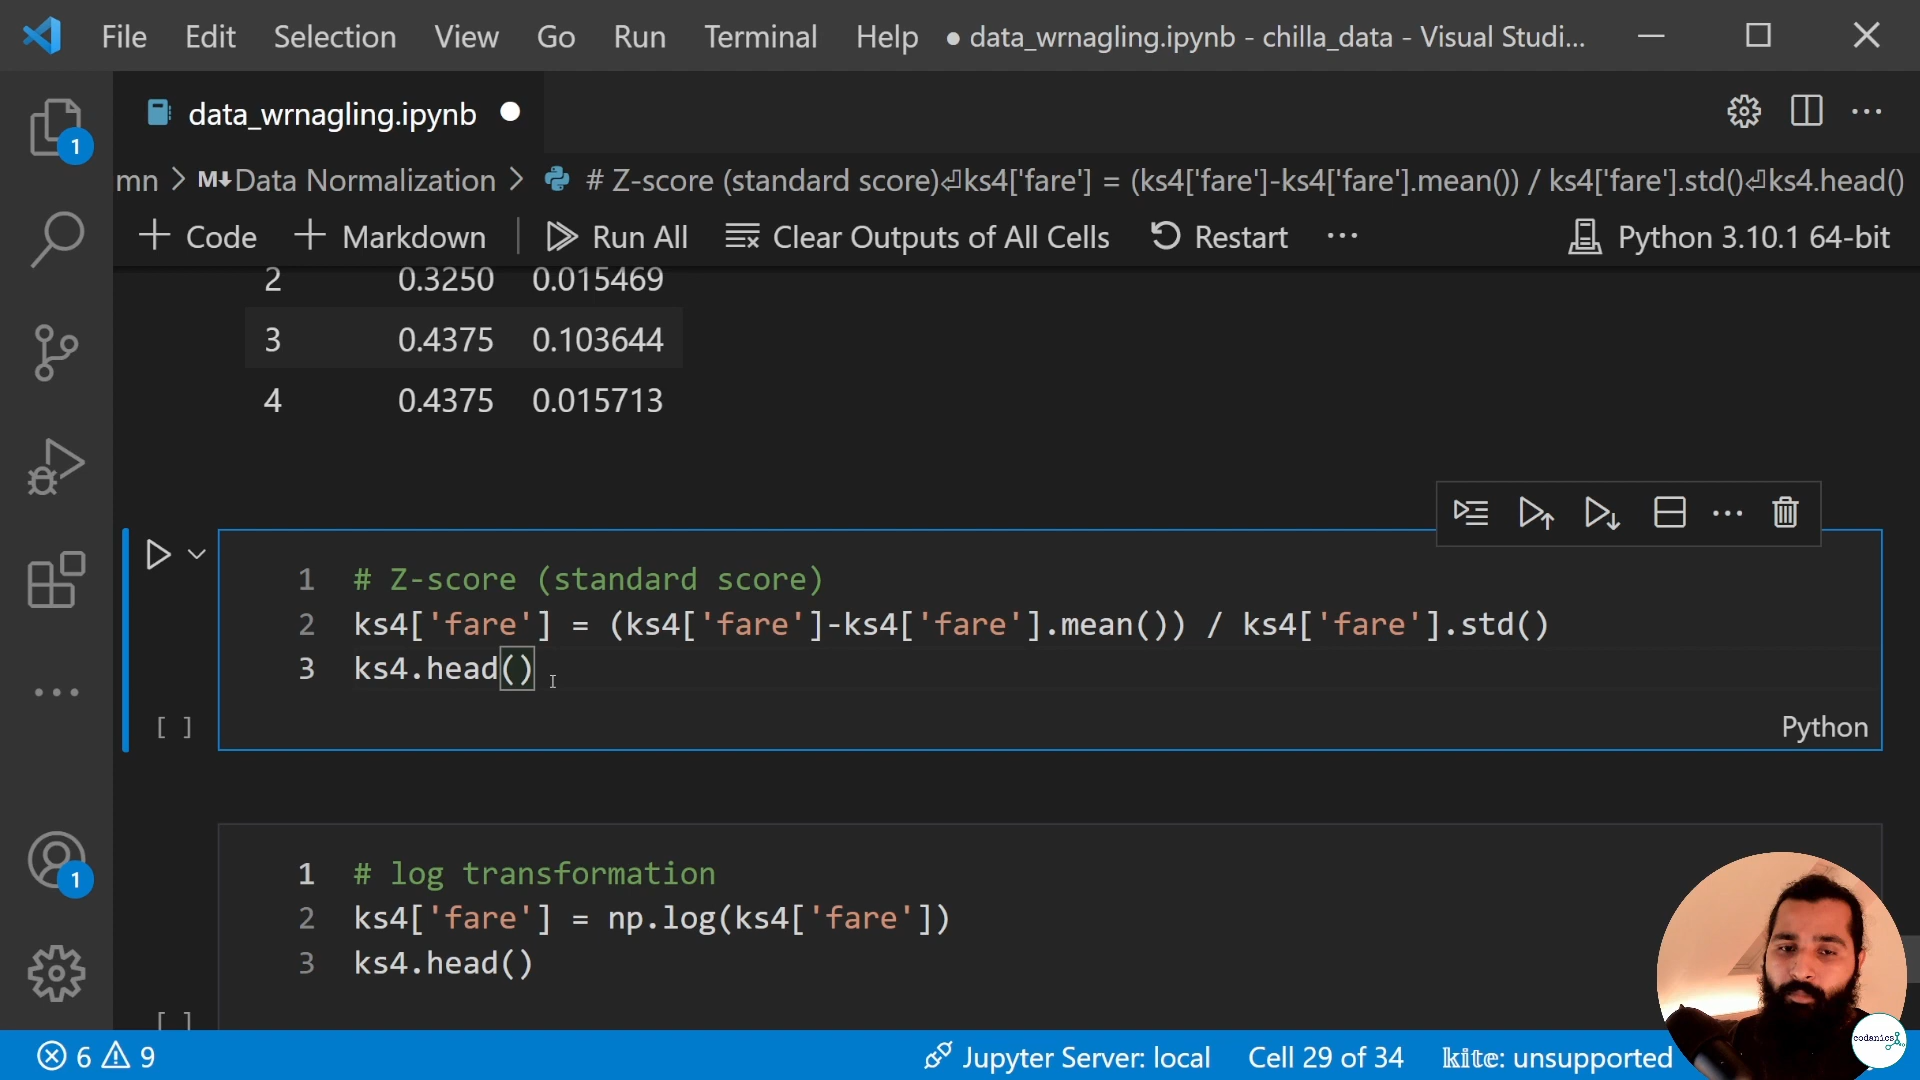 File Edit Selection View Go Run Terminal Help ● data_wrnagling.ipynb - chilla_data - Visual Studi...
data_wrnagling.ipynb ●
1
mn > M↓Data Normalization > # Z-score (standard score)⏎ks4['fare'] = (ks4['fare']-ks4['fare'].mean()) / ks4['fare'].std()⏎ks4.head()
+ Code + Markdown Run All Clear Outputs of All Cells Restart ... Python 3.10.1 64-bit
2 0.3250 0.015469
3 0.4375 0.103644
4 0.4375 0.015713
1 # Z-score (standard score)
2 ks4['fare'] = (ks4['fare']-ks4['fare'].mean()) / ks4['fare'].std()
3 ks4.head()
[ ]
Python
1 # log transformation
2 ks4['fare'] = np.log(ks4['fare'])
3 ks4.head()
[ ]
1
codanics
6 9 Jupyter Server: local Cell 29 of 34 kite: unsupported